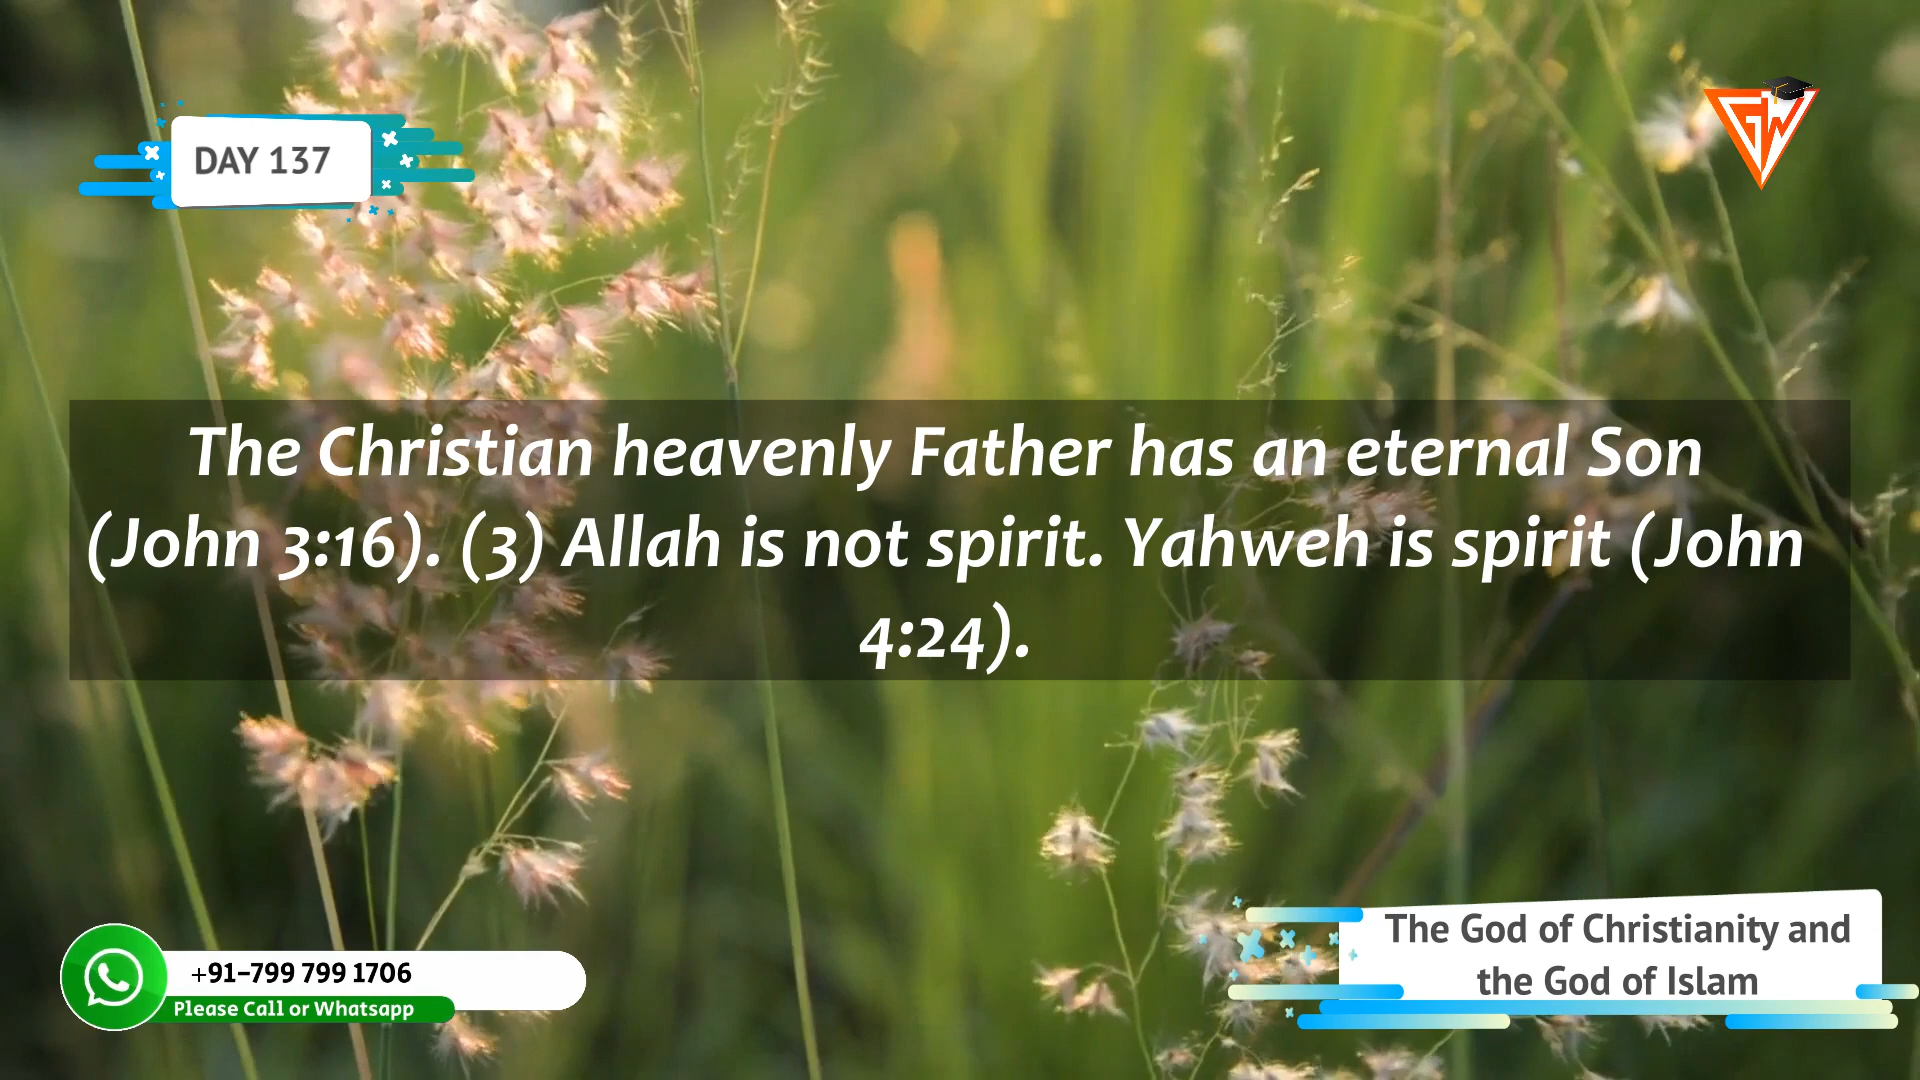 DAY 137
GW
The Christian heavenly Father has an eternal Son
(John 3:16). (3) Allah is not spirit. Yahweh is spirit (John
4:24).
+91-799 799 1706
Please Call or Whatsapp
The God of Christianity and
the God of Islam